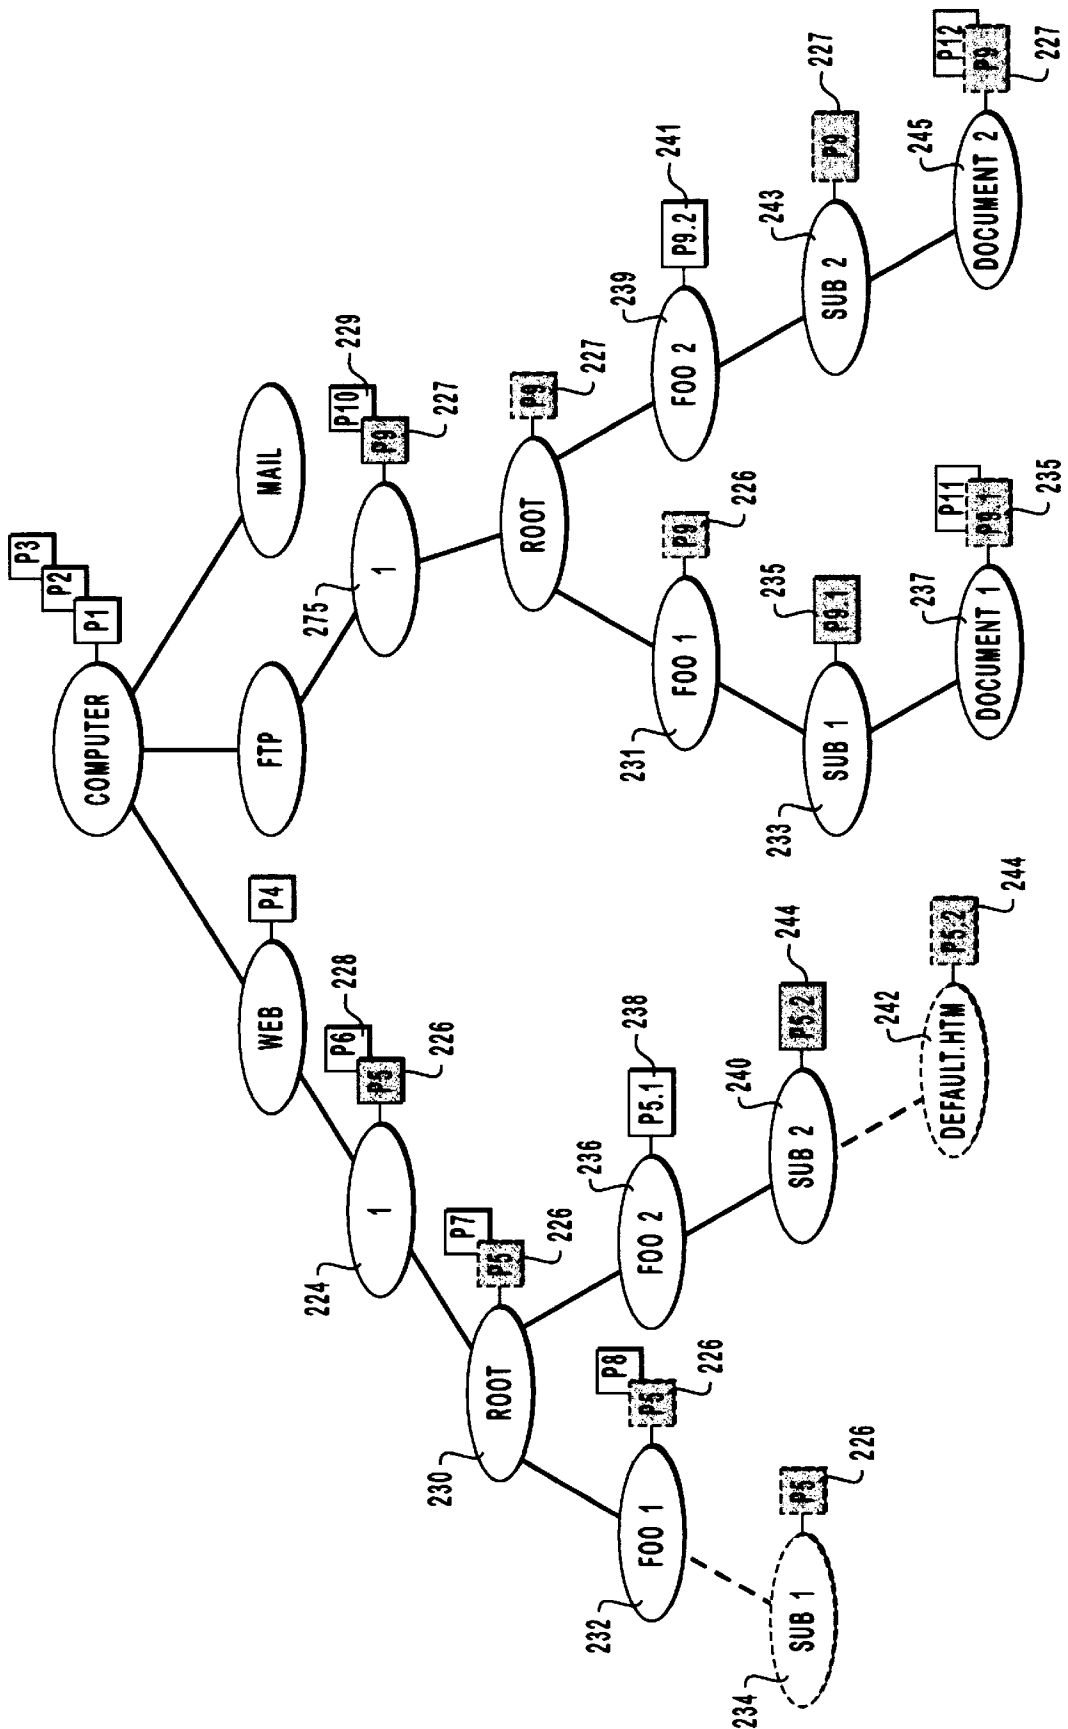 COMPUTER
P1
P2
P3
WEB
P4
FTP
MAIL
1
224
P5
P6
228
226
1
275
P9
P10
229
227
ROOT
230
P5
P7
226
ROOT
P9
227
FOO 1
232
P5
P8
226
FOO 2
236
P5.1
238
FOO 1
231
P9
226
FOO 2
239
P9.2
241
SUB 1
234
P5
226
SUB 2
240
P5.2
244
SUB 1
233
P9.1
235
SUB 2
243
P9
227
DEFAULT.HTM
242
P5.2
244
DOCUMENT 1
237
P9.1
P11
235
DOCUMENT 2
245
P9
P12
227